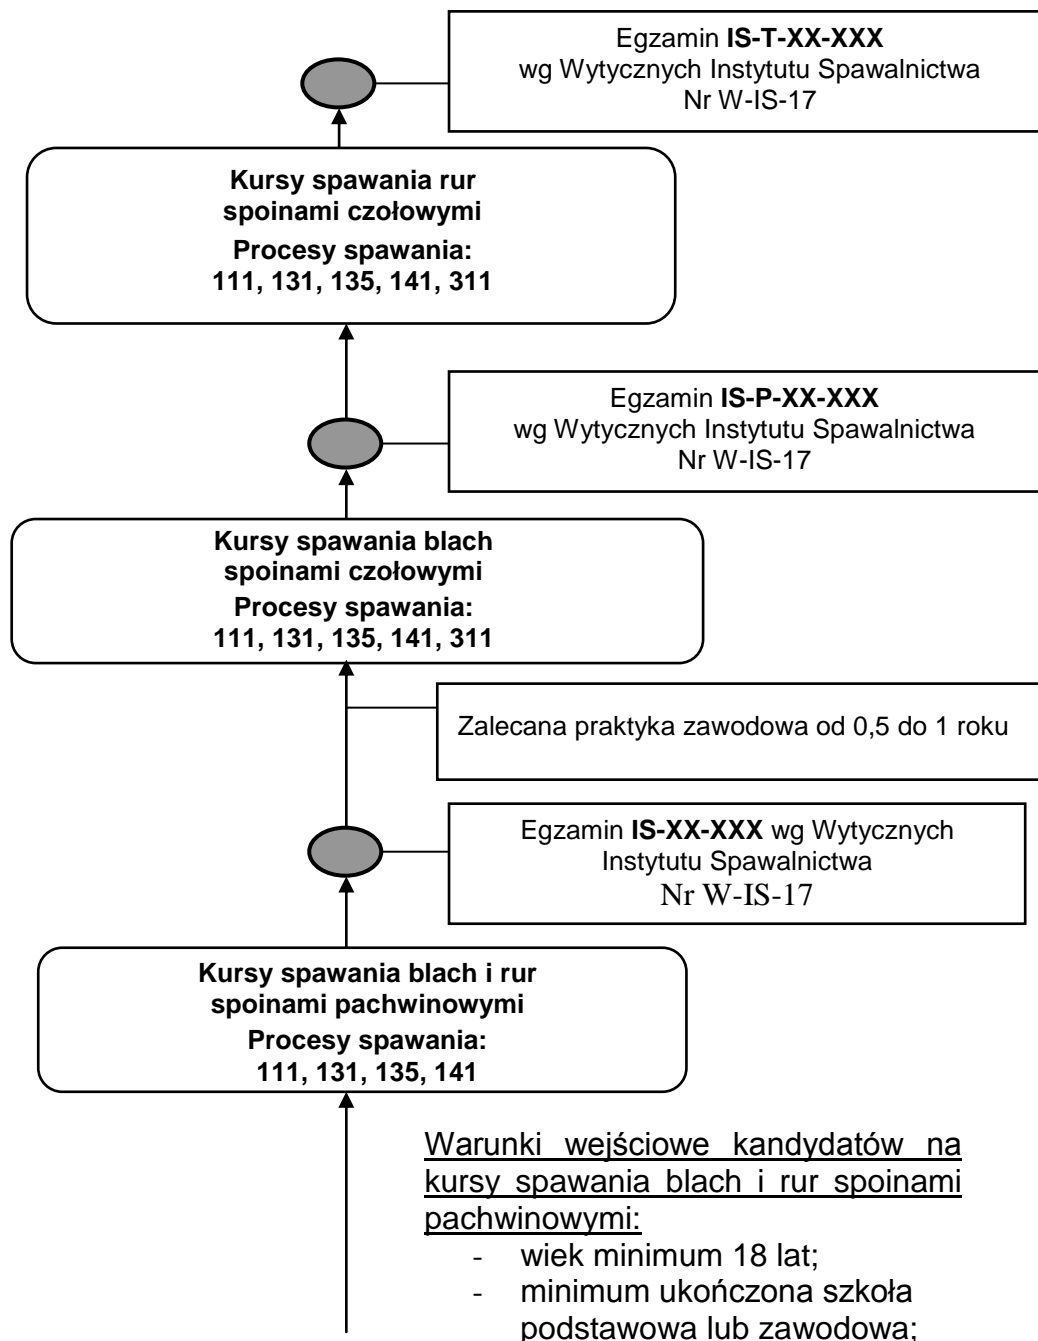 Egzamin IS-T-XX-XXX
wg Wytycznych Instytutu Spawalnictwa
Nr W-IS-17
Kursy spawania rur
spoinami czołowymi
Procesy spawania:
111, 131, 135, 141, 311
Egzamin IS-P-XX-XXX
wg Wytycznych Instytutu Spawalnictwa
Nr W-IS-17
Kursy spawania blach
spoinami czołowymi
Procesy spawania:
111, 131, 135, 141, 311
Zalecana praktyka zawodowa od 0,5 do 1 roku
Egzamin IS-XX-XXX wg Wytycznych
Instytutu Spawalnictwa
Nr W-IS-17
Kursy spawania blach i rur
spoinami pachwinowymi
Procesy spawania:
111, 131, 135, 141
Warunki wejściowe kandydatów na
kursy spawania blach i rur spoinami
pachwinowymi:
- wiek minimum 18 lat;
- minimum ukończona szkoła
podstawowa lub zawodowa;